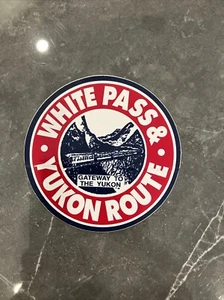 • WHITE PASS & •
YUKON ROUTE
GATEWAY TO
THE YUKON